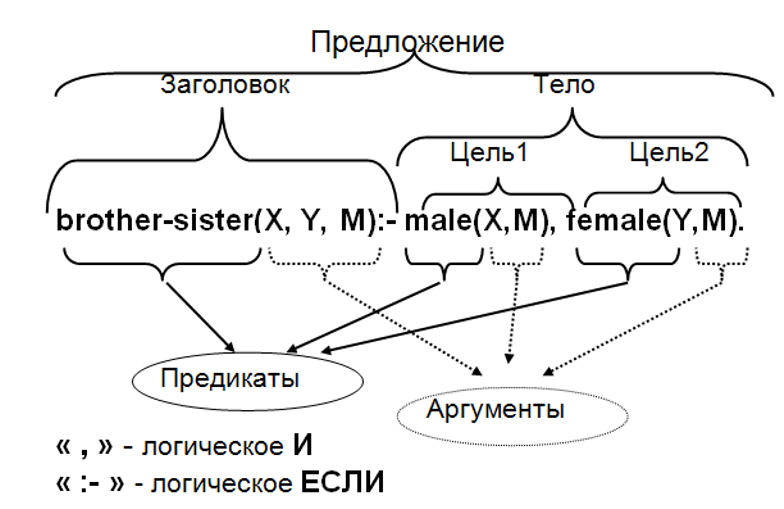 Предложение
Заголовок Тело
Цель1 Цель2
brother-sister(X, Y, M):- male(X,M), female(Y,M).
Предикаты
Аргументы
« , » - логическое И
« :- » - логическое ЕСЛИ